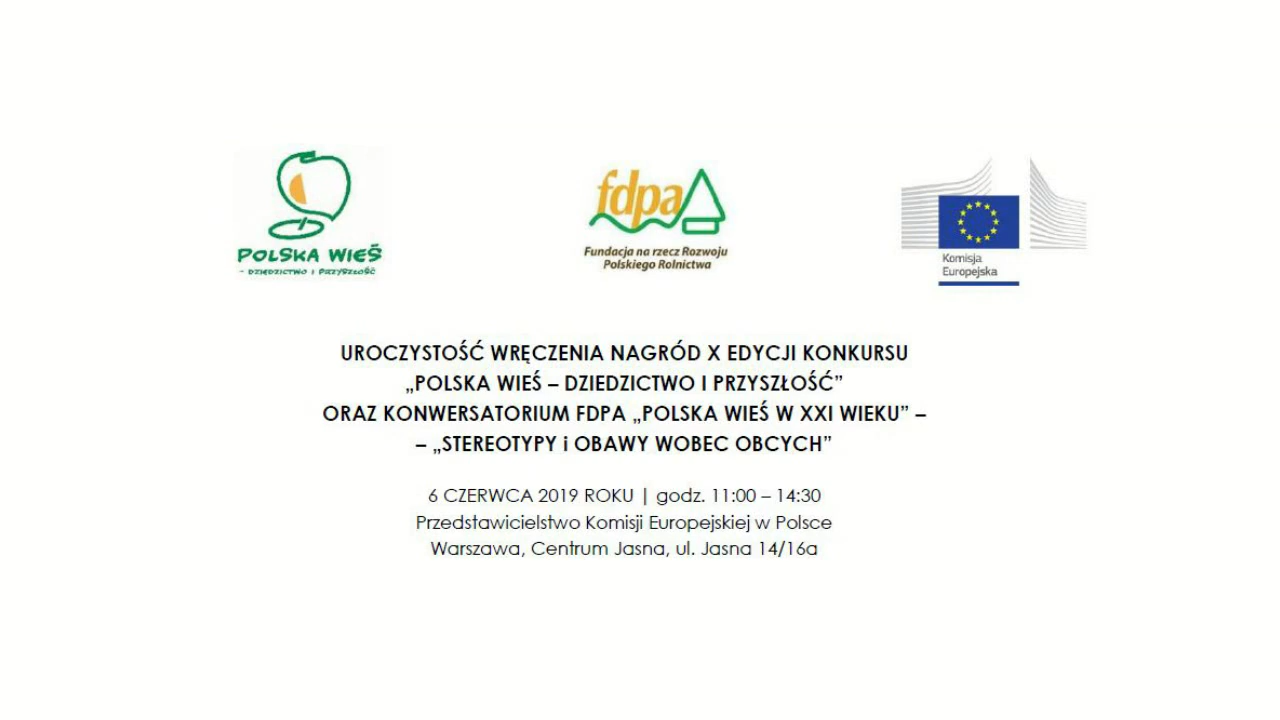 POLSKA WIEŚ
- DZIEDZICTWO I PRZYSZŁOŚĆ
fdpa
Fundacja na rzecz Rozwoju
Polskiego Rolnictwa
Komisja
Europejska
UROCZYSTOŚĆ WRĘCZENIA NAGRÓD X EDYCJI KONKURSU
„POLSKA WIEŚ – DZIEDZICTWO I PRZYSZŁOŚĆ”
ORAZ KONWERSATORIUM FDPA „POLSKA WIEŚ W XXI WIEKU” –
– „STEREOTYPY i OBAWY WOBEC OBCYCH”
6 CZERWCA 2019 ROKU | godz. 11:00 – 14:30
Przedstawicielstwo Komisji Europejskiej w Polsce
Warszawa, Centrum Jasna, ul. Jasna 14/16a